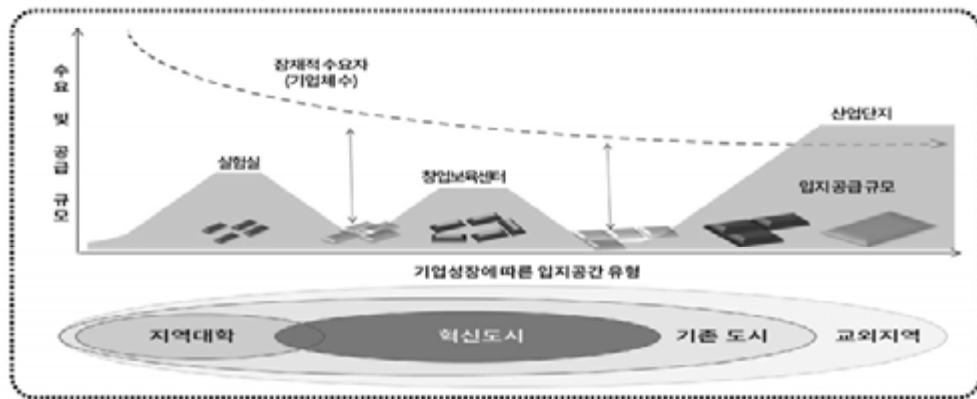 수요 및 공급 규모
잠재적 수요자
(기업체 수)
실험실
창업보육센터
산업단지
입지공급 규모
기업성장에 따른 입지공간 유형
지역대학
혁신도시
기존 도시
교외지역